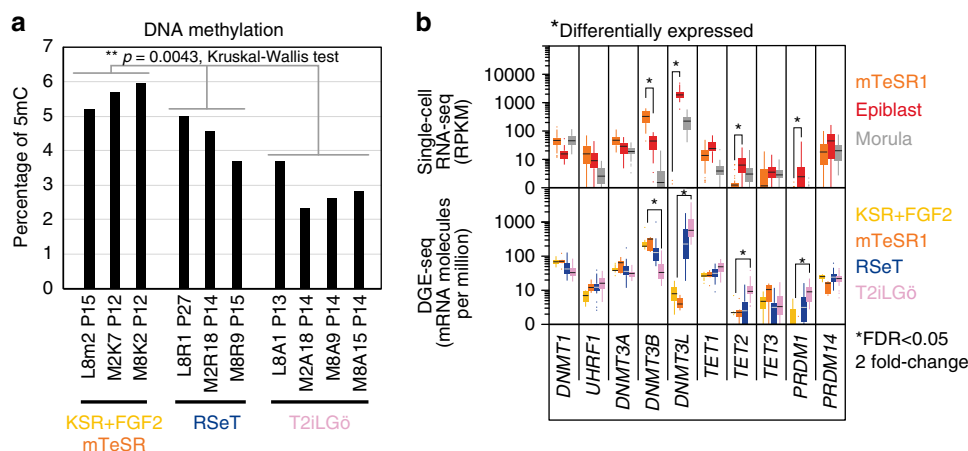 a
DNA methylation
** p = 0.0043, Kruskal-Wallis test
Percentage of 5mC
7
6
5
4
3
2
1
0
L8m2 P15
M2K7 P12
M8K2 P12
L8R1 P27
M2R18 P14
M8R9 P15
L8A1 P13
M2A18 P14
M8A9 P14
M8A15 P14
KSR+FGF2
mTeSR
RSeT
T2iLGö
b
*Differentially expressed
Single-cell
RNA-seq
(RPKM)
10000
1000
100
10
0
*
*
*
*
mTeSR1
Epiblast
Morula
DGE-seq
(mRNA molecules
per million)
1000
100
10
0
*
*
*
*
KSR+FGF2
mTeSR1
RSeT
T2iLGö
DNMT1
UHRF1
DNMT3A
DNMT3B
DNMT3L
TET1
TET2
TET3
PRDM1
PRDM14
*FDR<0.05
2 fold-change